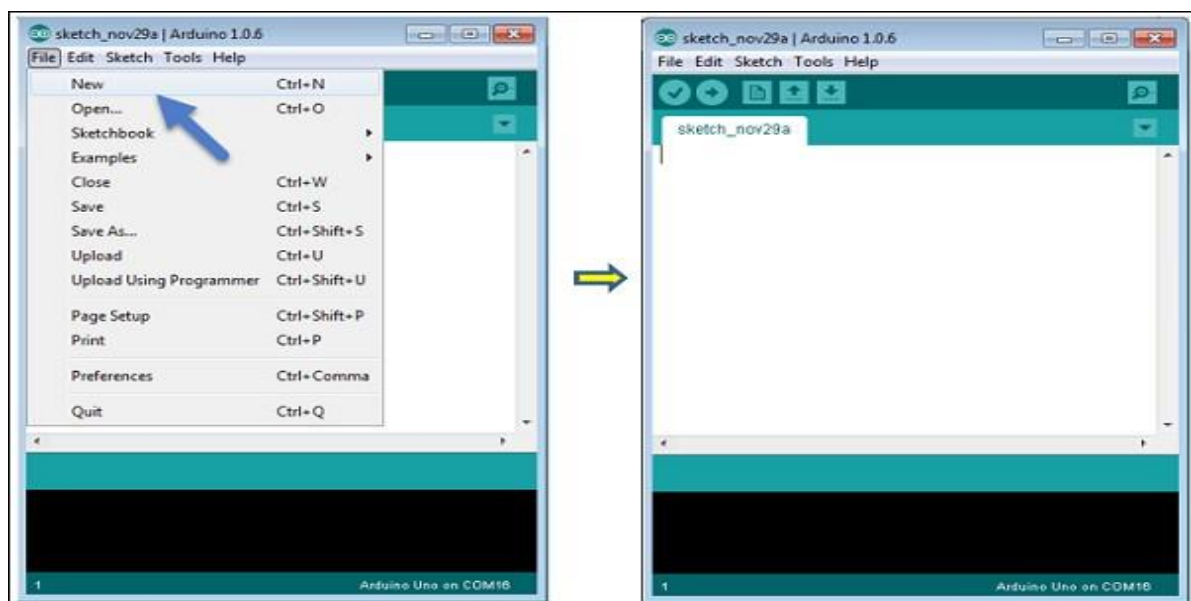 sketch_nov29a | Arduino 1.0.6
File Edit Sketch Tools Help
New Ctrl+N
Open... Ctrl+O
Sketchbook
Examples
Close Ctrl+W
Save Ctrl+S
Save As... Ctrl+Shift+S
Upload Ctrl+U
Upload Using Programmer Ctrl+Shift+U
Page Setup Ctrl+Shift+P
Print Ctrl+P
Preferences Ctrl+Comma
Quit Ctrl+Q
1 Arduino Uno on COM16
sketch_nov29a | Arduino 1.0.6
File Edit Sketch Tools Help
sketch_nov29a
1 Arduino Uno on COM16